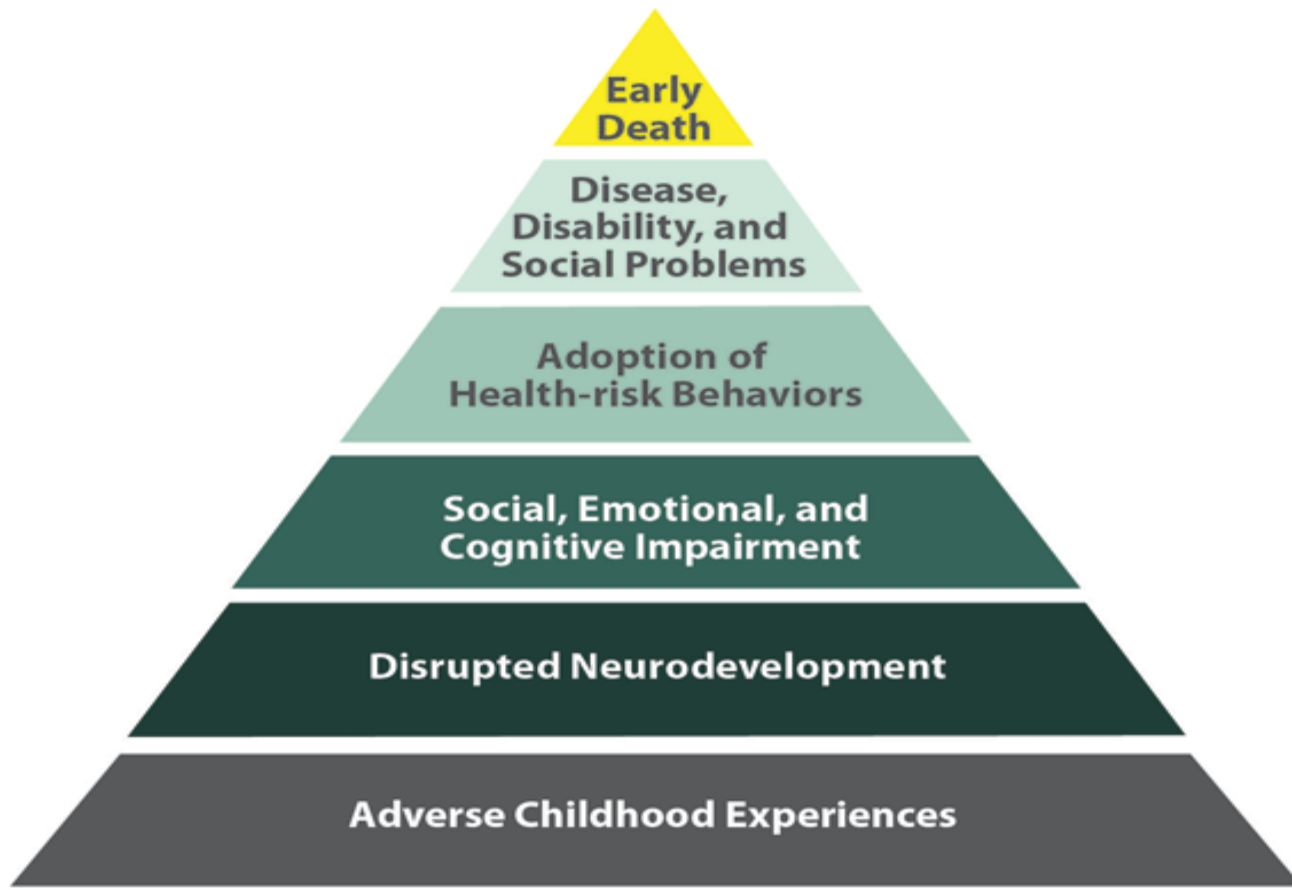 Early
Death
Disease,
Disability, and
Social Problems
Adoption of
Health-risk Behaviors
Social, Emotional, and
Cognitive Impairment
Disrupted Neurodevelopment
Adverse Childhood Experiences